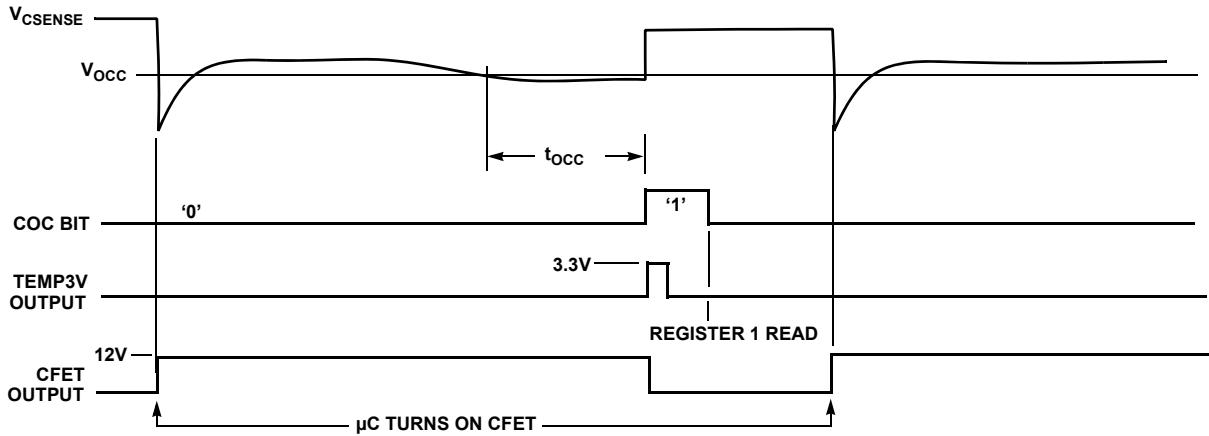 VCSENSE
VOCC
tOCC
COC BIT
‘0’
‘1’
3.3V
TEMP3V
OUTPUT
REGISTER 1 READ
12V
CFET
OUTPUT
µC TURNS ON CFET